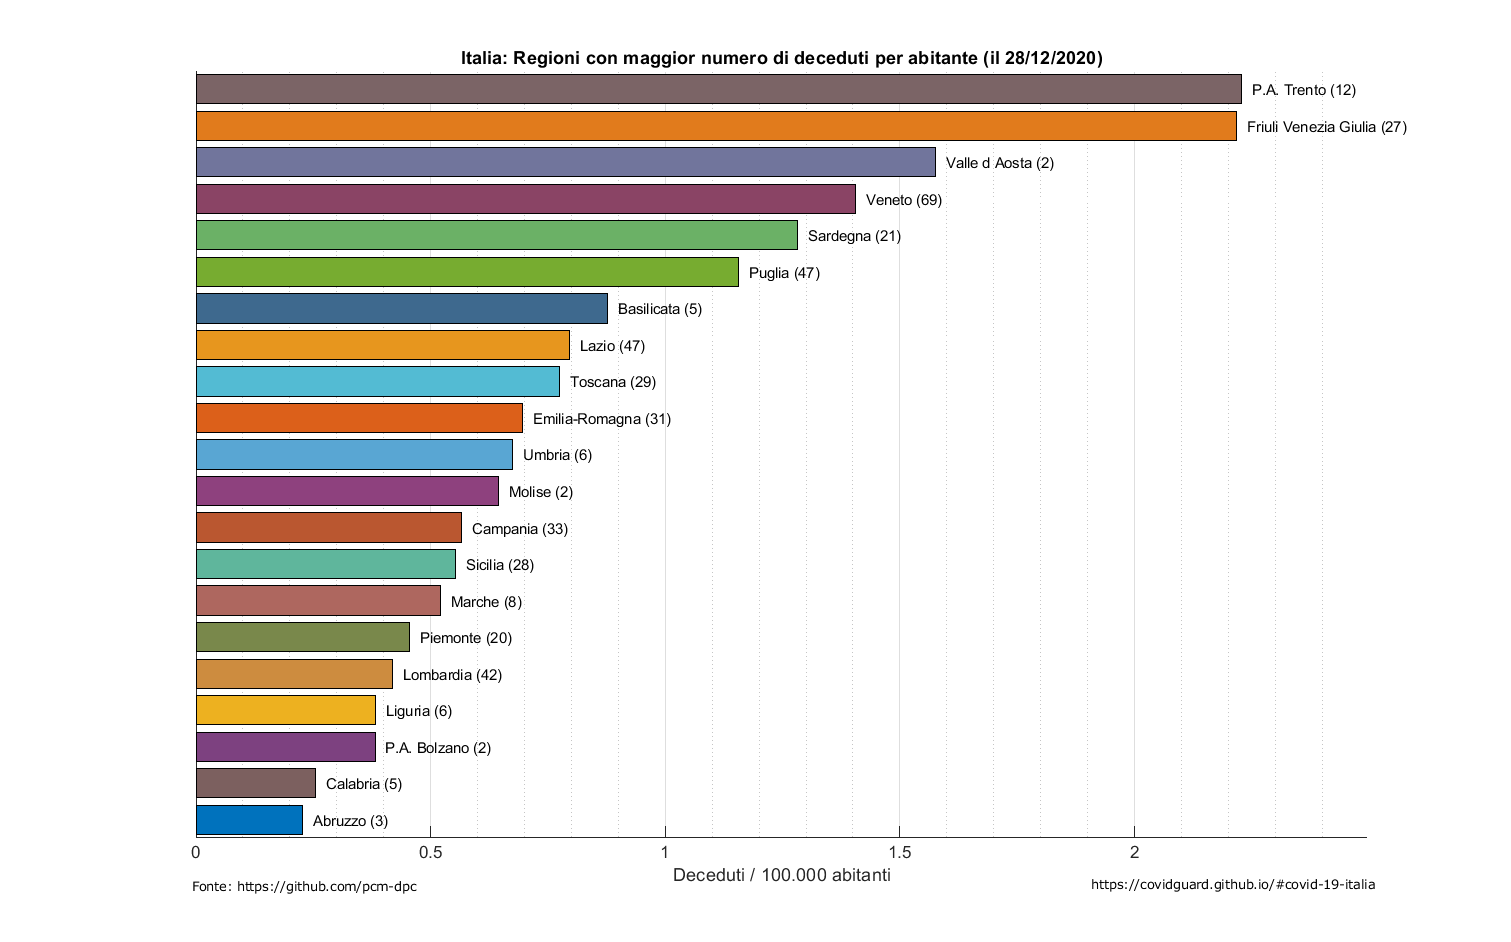 Italia: Regioni con maggior numero di deceduti per abitante (il 28/12/2020)
P.A. Trento (12)
Friuli Venezia Giulia (27)
Valle d Aosta (2)
Veneto (69)
Sardegna (21)
Puglia (47)
Basilicata (5)
Lazio (47)
Toscana (29)
Emilia-Romagna (31)
Umbria (6)
Molise (2)
Campania (33)
Sicilia (28)
Marche (8)
Piemonte (20)
Lombardia (42)
Liguria (6)
P.A. Bolzano (2)
Calabria (5)
Abruzzo (3)
0 0.5 1 1.5 2
Deceduti / 100.000 abitanti
Fonte: https://github.com/pcm-dpc
https://covidguard.github.io/#covid-19-italia